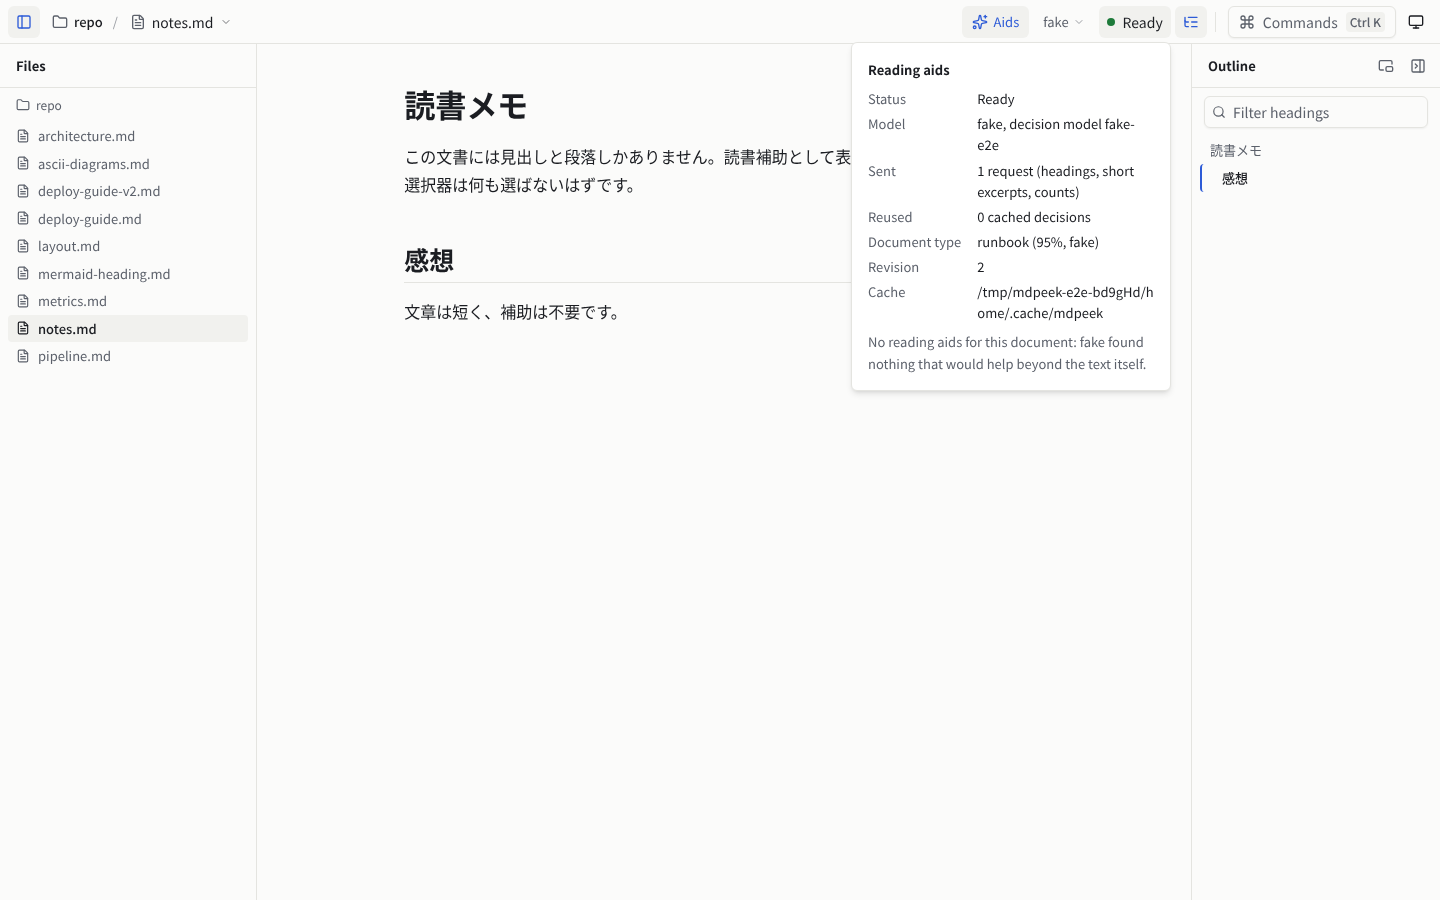 repo / notes.md
Aids
fake
Ready
Commands Ctrl K
Files
repo
architecture.md
ascii-diagrams.md
deploy-guide-v2.md
deploy-guide.md
layout.md
mermaid-heading.md
metrics.md
notes.md
pipeline.md
読書メモ
この文書には見出しと段落しかありません。読書補助として表
選択器は何も選ばないはずです。
感想
文章は短く、補助は不要です。
Reading aids
Status Ready
Model fake, decision model fake-
e2e
Sent 1 request (headings, short
excerpts, counts)
Reused 0 cached decisions
Document type runbook (95%, fake)
Revision 2
Cache /tmp/mdpeek-e2e-bd9gHd/h
ome/.cache/mdpeek
No reading aids for this document: fake found
nothing that would help beyond the text itself.
Outline
Filter headings
読書メモ
感想